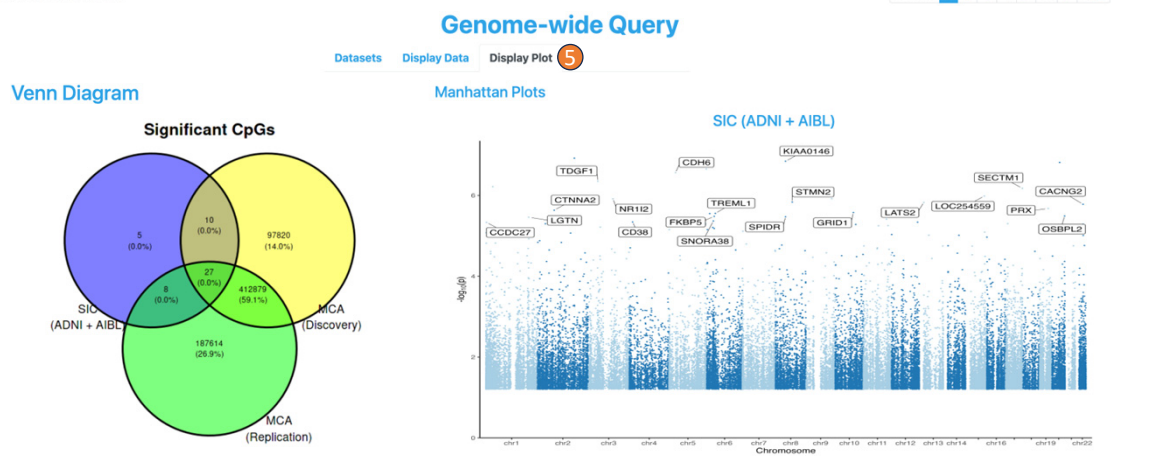 Genome-wide Query
Datasets Display Data Display Plot 5
Venn Diagram
Significant CpGs
10
(0.0%)
5
(0.0%)
97820
(14.0%)
27
(0.0%)
8
(0.0%)
412879
(59.1%)
SIC
(ADNI + AIBL)
MCA
(Discovery)
187614
(26.9%)
MCA
(Replication)
Manhattan Plots
SIC (ADNI + AIBL)
KIAA0146
CDH6
TDGF1
SECTM1
STMN2
CACNG2
CTNNA2
TREML1
NR1I2
LOC254559
PRX
LATS2
LGTN
FKBP5
GRID1
SPIDR
OSBPL2
CCDC27
CD38
SNORA38
6
4
2
0
-log10(p)
chr1 chr2 chr3 chr4 chr5 chr6 chr7 chr8 chr9 chr10 chr11 chr12 chr13 chr14 chr16 chr19 chr22
Chromosome